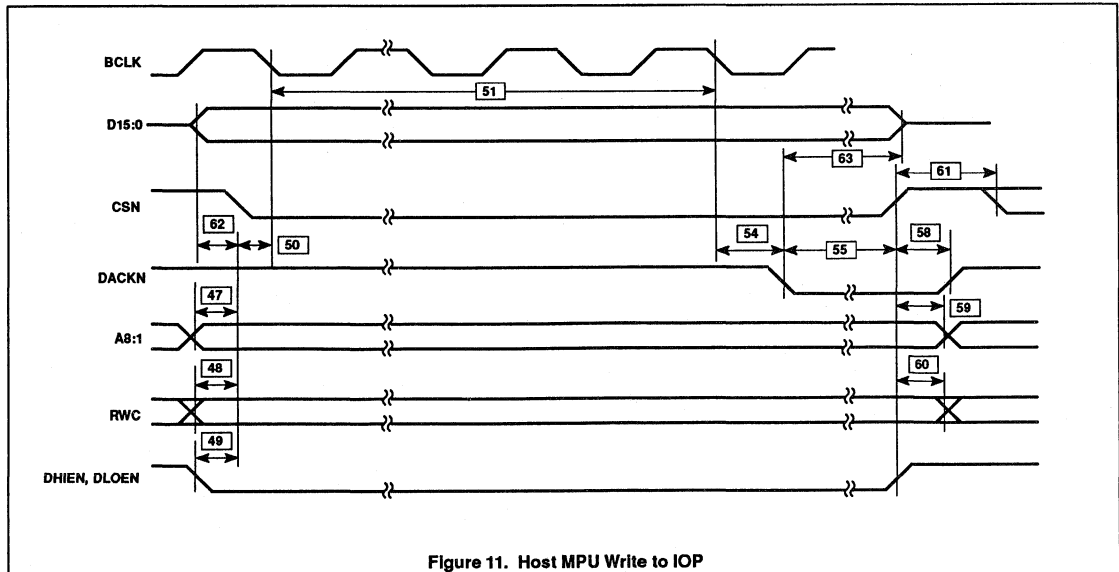 BCLK
51
D15:0
63
61
CSN
62
50
54
55
58
DACKN
47
59
A8:1
48
60
RWC
49
DHIEN, DLOEN
Figure 11. Host MPU Write to IOP